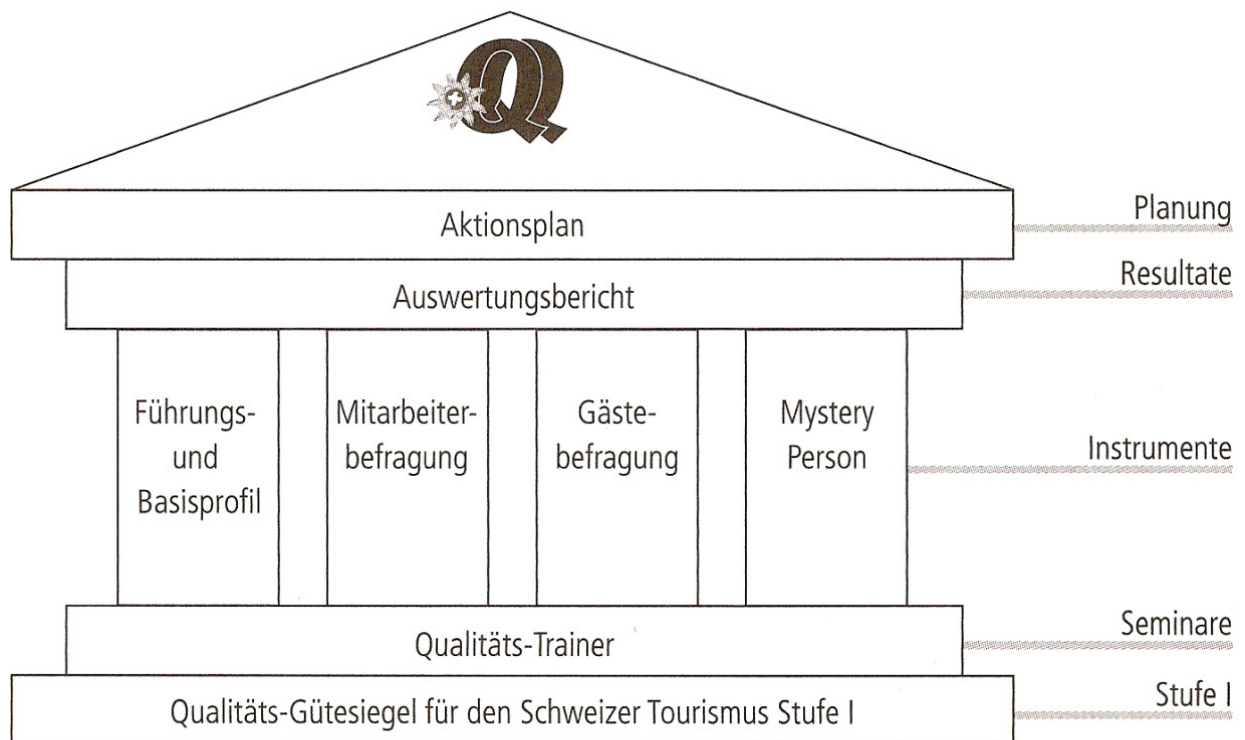 Q
Aktionsplan
Planung
Auswertungsbericht
Resultate
Führungs-
und
Basisprofil
Mitarbeiter-
befragung
Gäste-
befragung
Mystery
Person
Instrumente
Qualitäts-Trainer
Seminare
Qualitäts-Gütesiegel für den Schweizer Tourismus Stufe I
Stufe I